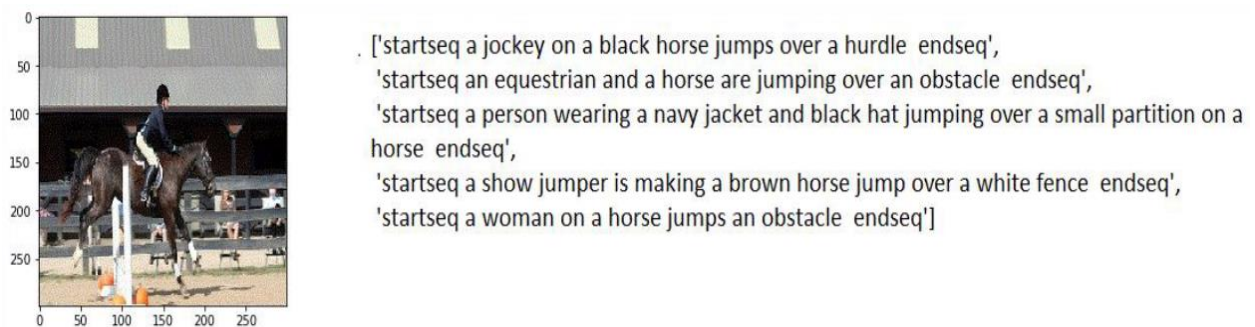 0
50
100
150
200
250
0 50 100 150 200 250
. ['startseq a jockey on a black horse jumps over a hurdle  endseq',
'startseq an equestrian and a horse are jumping over an obstacle  endseq',
'startseq a person wearing a navy jacket and black hat jumping over a small partition on a
horse  endseq',
'startseq a show jumper is making a brown horse jump over a white fence  endseq',
'startseq a woman on a horse jumps an obstacle  endseq']